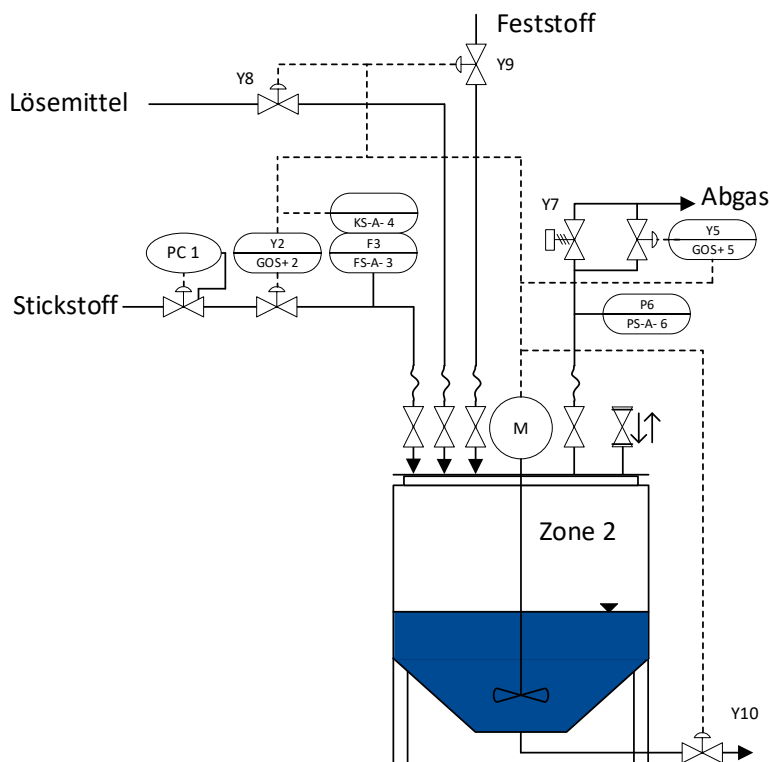 Feststoff
Y8
Y9
Lösemittel
KS-A- 4
Y7
Abgas
PC 1
Y2
GOS+ 2
F3
FS-A- 3
Y5
GOS+ 5
Stickstoff
P6
PS-A- 6
M
Zone 2
Y10